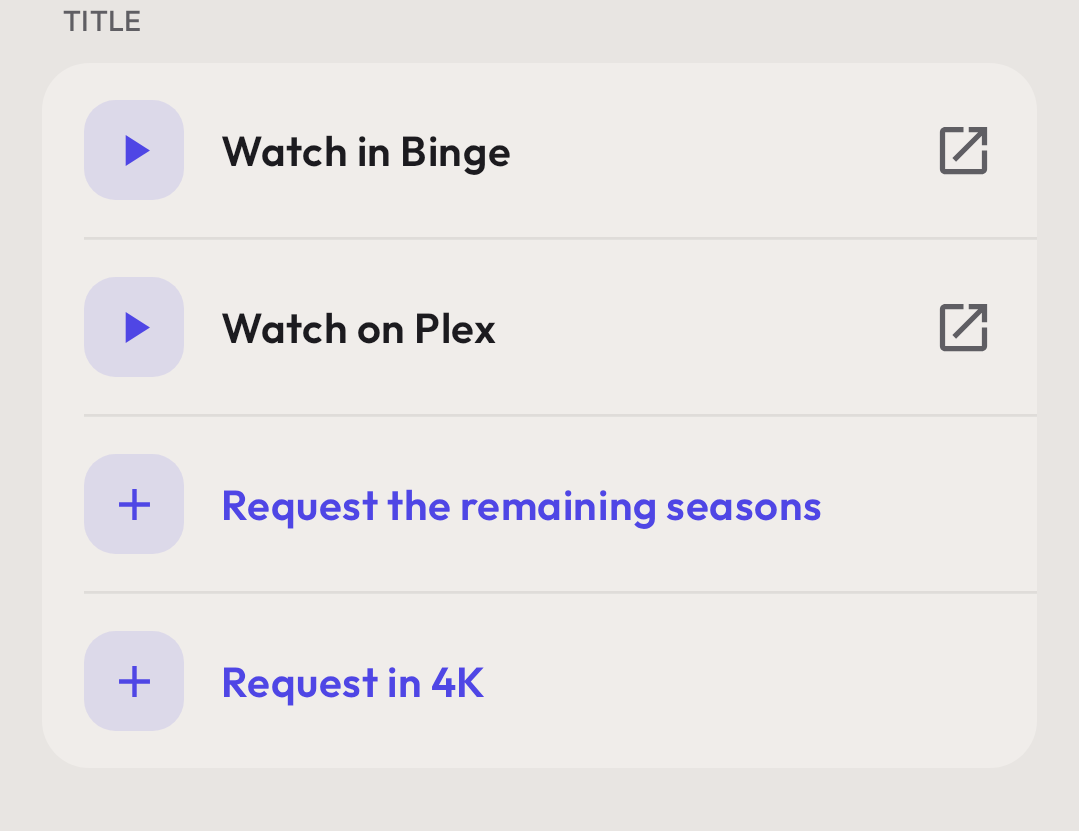 TITLE
Watch in Binge
Watch on Plex
Request the remaining seasons
Request in 4K